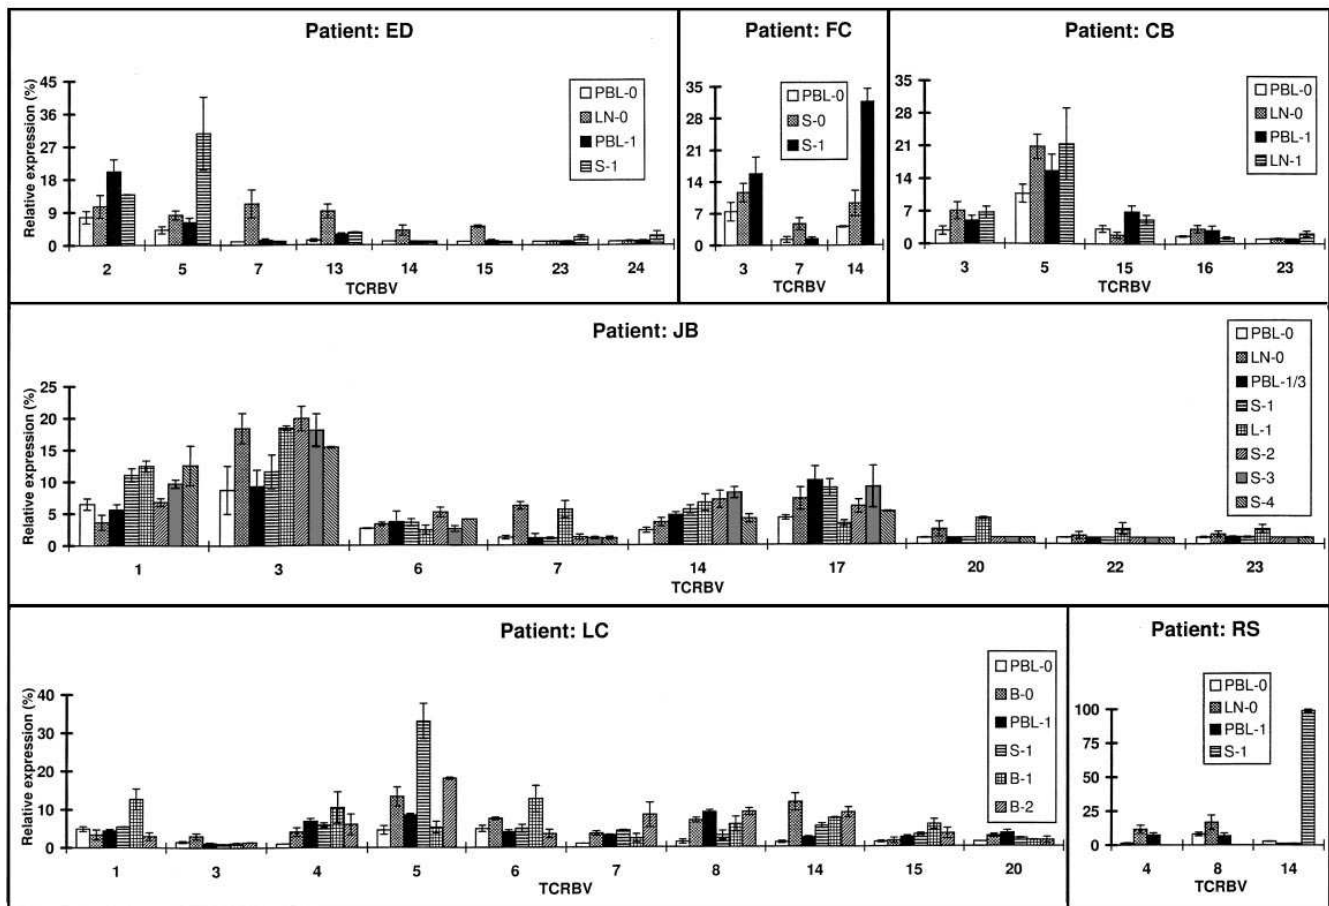 Patient: ED
Relative expression (%)
45
36
27
18
9
0
2 5 7 13 14 15 23 24
TCRBV
PBL-0
LN-0
PBL-1
S-1
Patient: FC
35
28
21
14
7
0
3 7 14
TCRBV
PBL-0
S-0
S-1
Patient: CB
35
28
21
14
7
0
3 5 15 16 23
TCRBV
PBL-0
LN-0
PBL-1
LN-1
Patient: JB
Relative expression (%)
25
20
15
10
5
0
1 3 6 7 14 17 20 22 23
TCRBV
PBL-0
LN-0
PBL-1/3
S-1
L-1
S-2
S-3
S-4
Patient: LC
Relative expression (%)
40
30
20
10
0
1 3 4 5 6 7 8 14 15 20
TCRBV
PBL-0
B-0
PBL-1
S-1
B-1
B-2
Patient: RS
100
75
50
25
0
4 8 14
TCRBV
PBL-0
LN-0
PBL-1
S-1